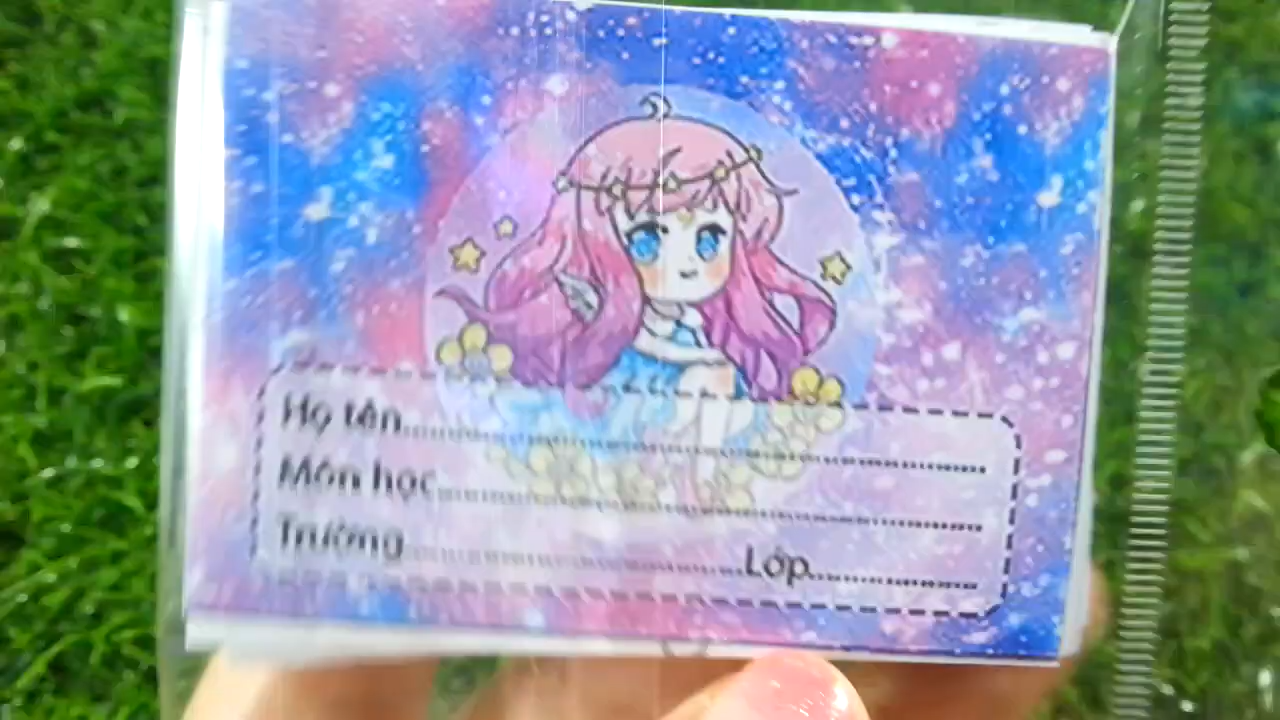 Họ tên....................................................
Môn học................................................
Trường..............................Lớp................